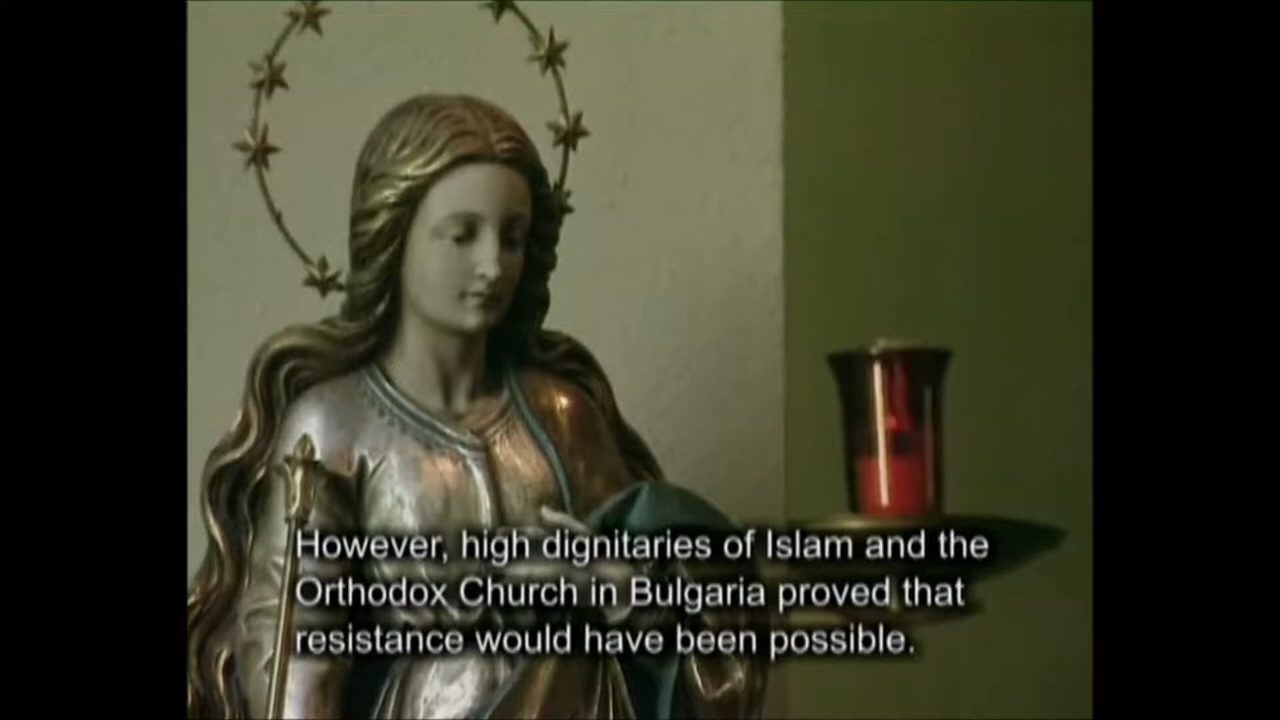 However, high dignitaries of Islam and the
Orthodox Church in Bulgaria proved that
resistance would have been possible.